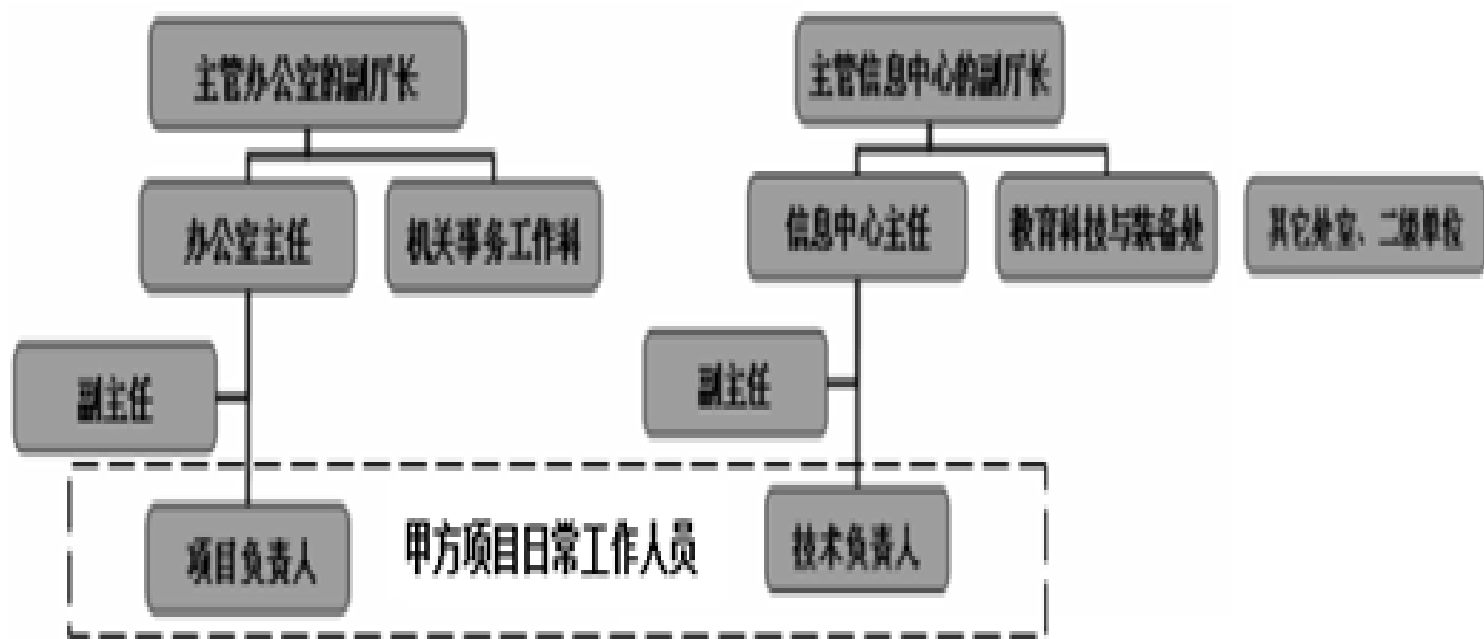 主管办公室的副厅长
主管信息中心的副厅长
办公室主任
机关事务工作科
信息中心主任
教育科技与装备处
其它处室、二级单位
副主任
副主任
项目负责人
甲方项目日常工作人员
技术负责人